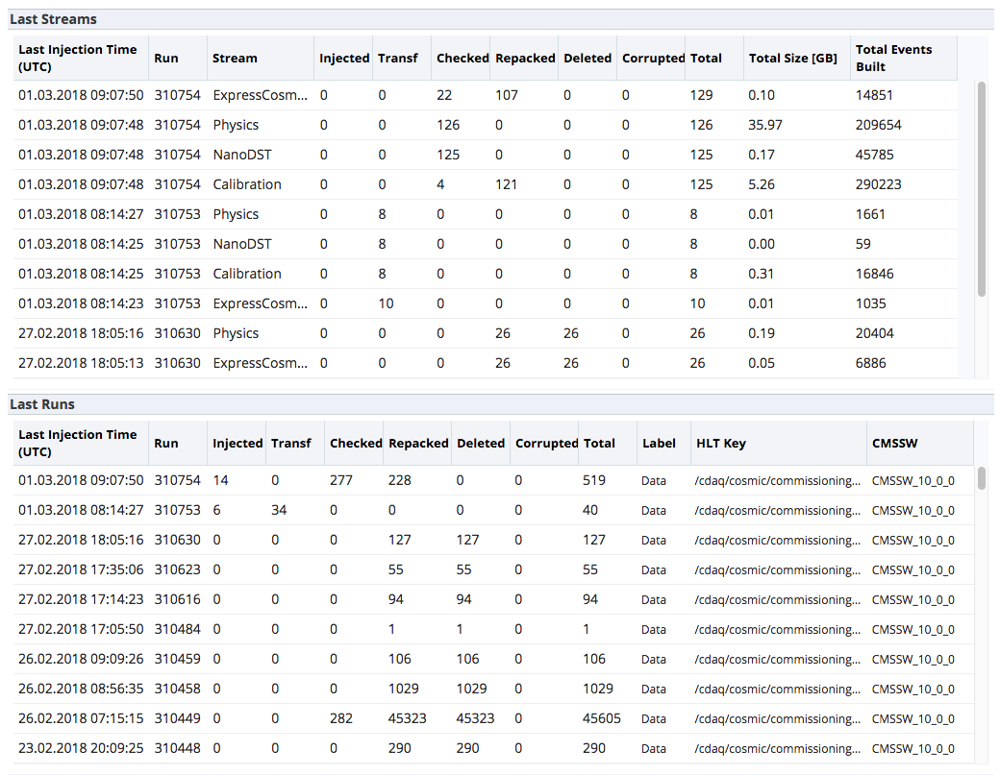 Last Streams
Last Injection Time (UTC) Run Stream Injected Transf Checked Repacked Deleted Corrupted Total Total Size [GB] Total Events Built
01.03.2018 09:07:50 310754 ExpressCosm... 0 0 22 107 0 0 129 0.10 14851
01.03.2018 09:07:48 310754 Physics 0 0 126 0 0 0 126 35.97 209654
01.03.2018 09:07:48 310754 NanoDST 0 0 125 0 0 0 125 0.17 45785
01.03.2018 09:07:48 310754 Calibration 0 0 4 121 0 0 125 5.26 290223
01.03.2018 08:14:27 310753 Physics 0 8 0 0 0 0 8 0.01 1661
01.03.2018 08:14:25 310753 NanoDST 0 8 0 0 0 0 8 0.00 59
01.03.2018 08:14:25 310753 Calibration 0 8 0 0 0 0 8 0.31 16846
01.03.2018 08:14:23 310753 ExpressCosm... 0 10 0 0 0 0 10 0.01 1035
27.02.2018 18:05:16 310630 Physics 0 0 0 26 26 0 26 0.19 20404
27.02.2018 18:05:13 310630 ExpressCosm... 0 0 0 26 26 0 26 0.05 6886
Last Runs
Last Injection Time (UTC) Run Injected Transf Checked Repacked Deleted Corrupted Total Label HLT Key CMSSW
01.03.2018 09:07:50 310754 14 0 277 228 0 0 519 Data /cdaq/cosmic/commissioning... CMSSW_10_0_0
01.03.2018 08:14:27 310753 6 34 0 0 0 0 40 Data /cdaq/cosmic/commissioning... CMSSW_10_0_0
27.02.2018 18:05:16 310630 0 0 0 127 127 0 127 Data /cdaq/cosmic/commissioning... CMSSW_10_0_0
27.02.2018 17:35:06 310623 0 0 0 55 55 0 55 Data /cdaq/cosmic/commissioning... CMSSW_10_0_0
27.02.2018 17:14:23 310616 0 0 0 94 94 0 94 Data /cdaq/cosmic/commissioning... CMSSW_10_0_0
27.02.2018 17:05:50 310484 0 0 0 1 1 0 1 Data /cdaq/cosmic/commissioning... CMSSW_10_0_0
26.02.2018 09:09:26 310459 0 0 0 106 106 0 106 Data /cdaq/cosmic/commissioning... CMSSW_10_0_0
26.02.2018 08:56:35 310458 0 0 0 1029 1029 0 1029 Data /cdaq/cosmic/commissioning... CMSSW_10_0_0
26.02.2018 07:15:15 310449 0 0 282 45323 45323 0 45605 Data /cdaq/cosmic/commissioning... CMSSW_10_0_0
23.02.2018 20:09:25 310448 0 0 0 290 290 0 290 Data /cdaq/cosmic/commissioning... CMSSW_10_0_0